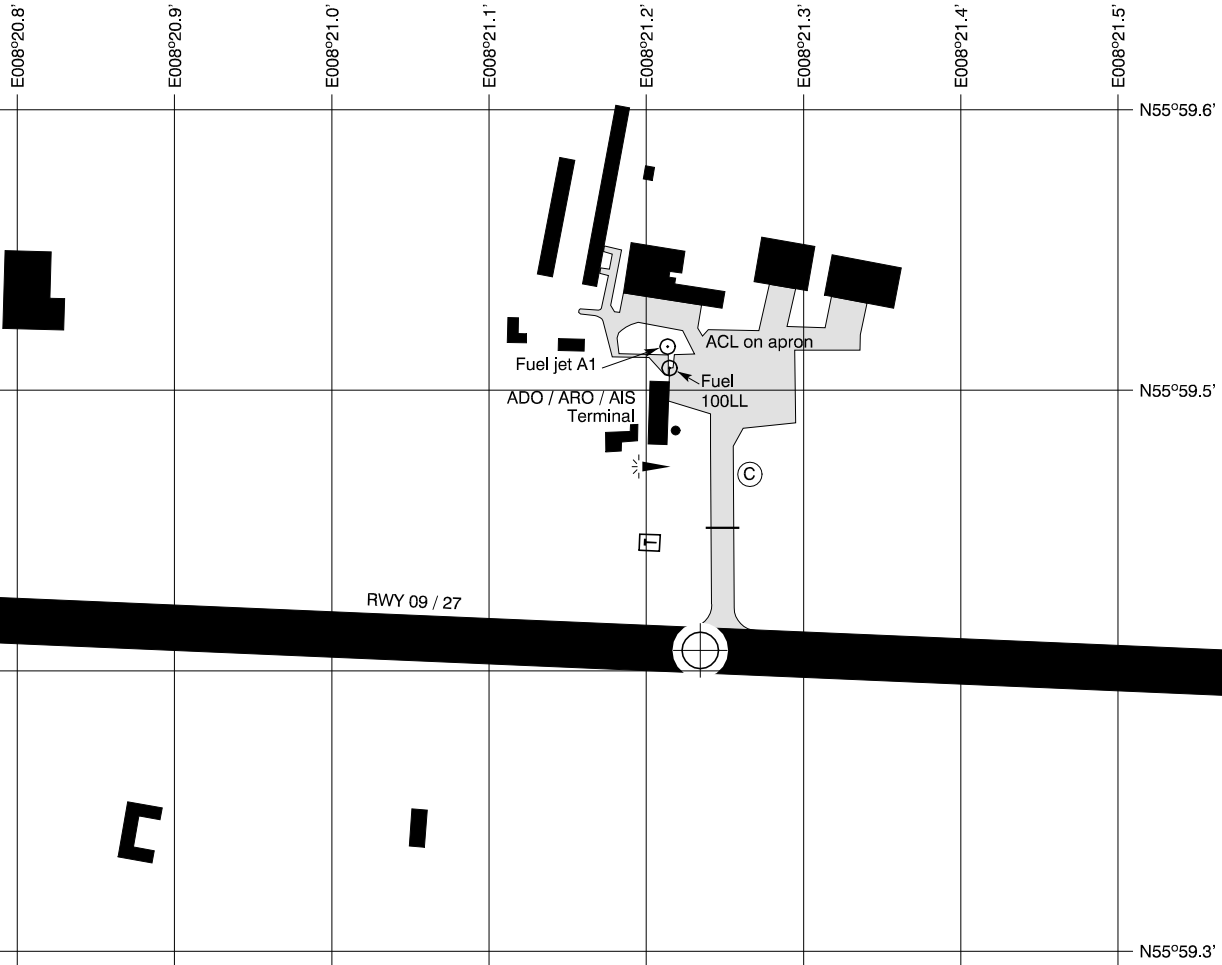 E008°20.8'
E008°20.9'
E008°21.0'
E008°21.1'
E008°21.2'
E008°21.3'
E008°21.4'
E008°21.5'
N55°59.6'
ACL on apron
Fuel jet A1
Fuel
100LL
N55°59.5'
ADO / ARO / AIS
Terminal
C
T
RWY 09 / 27
N55°59.3'